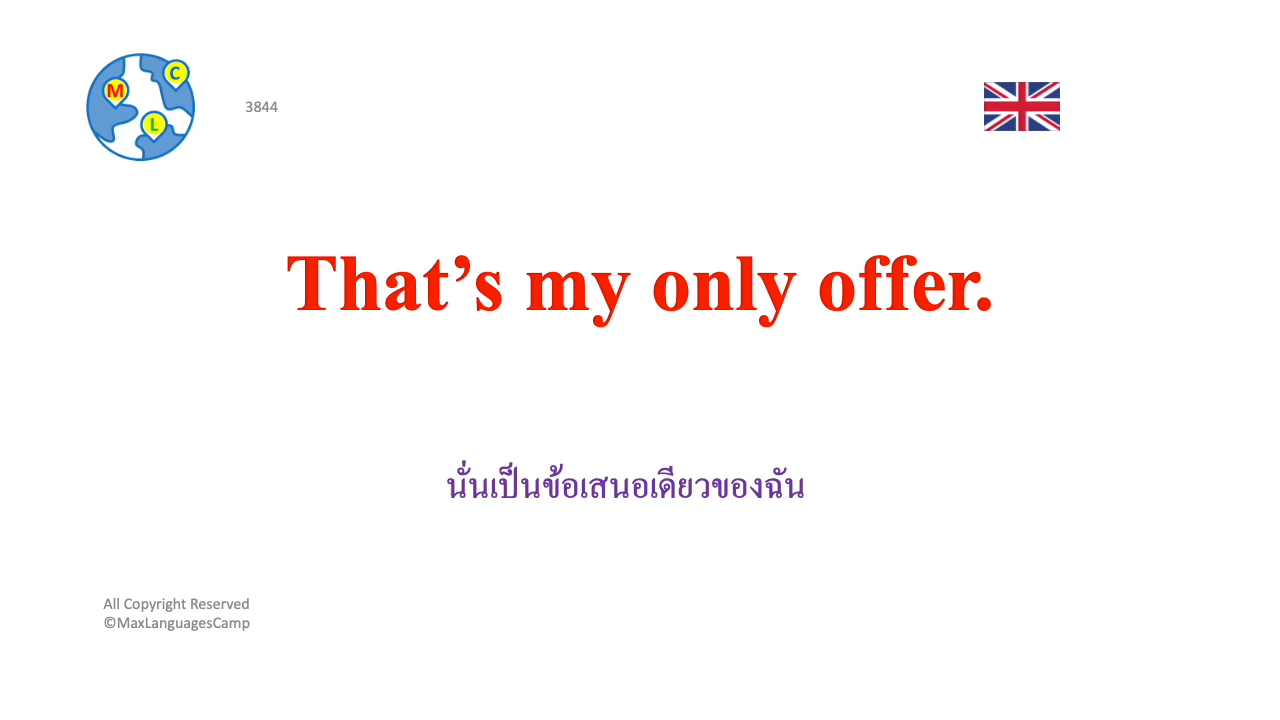 M
C
L
3844
That’s my only offer.
นั่นเป็นข้อเสนอเดียวของฉัน
All Copyright Reserved
©MaxLanguagesCamp